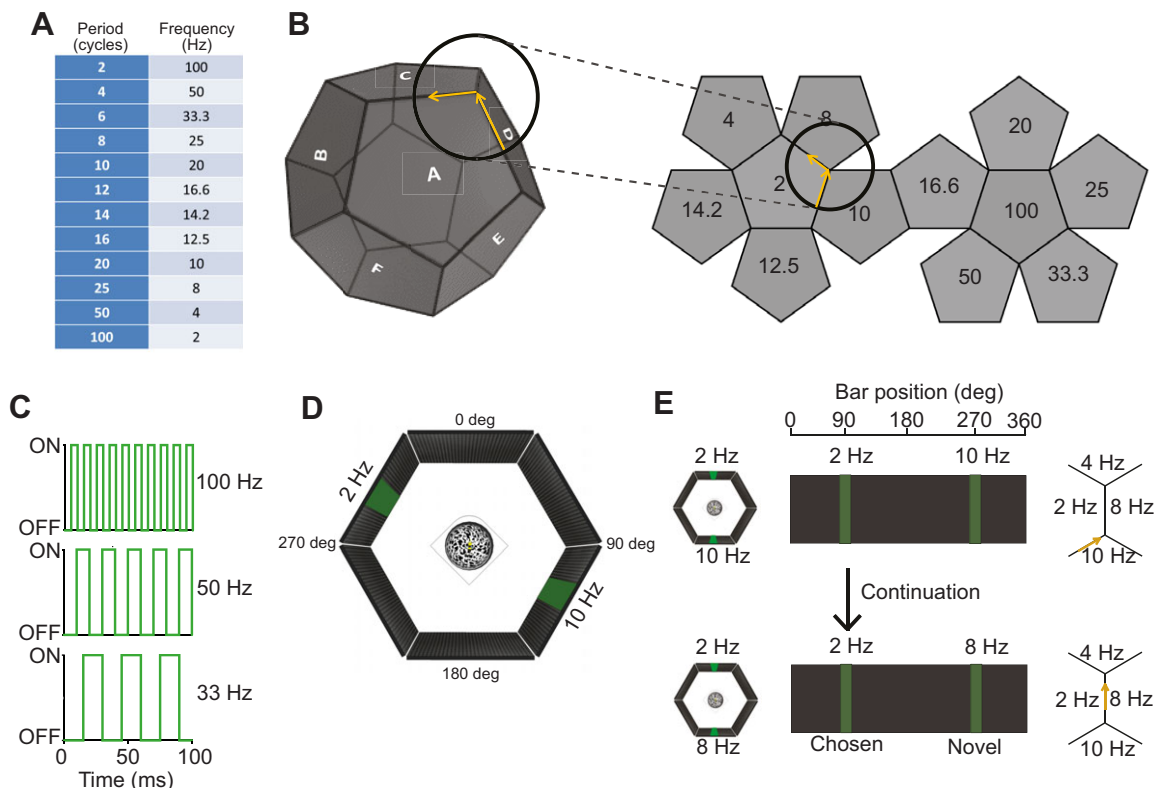 A
Period (cycles) Frequency (Hz)
2 100
4 50
6 33.3
8 25
10 20
12 16.6
14 14.2
16 12.5
20 10
25 8
50 4
100 2
B
C
D
B
A
E
F
4
8
2
14.2
10
12.5
16.6
20
100
25
50
33.3
C
ON
OFF
100 Hz
ON
OFF
50 Hz
ON
OFF
33 Hz
0 50 100
Time (ms)
D
0 deg
2 Hz
270 deg
90 deg
10 Hz
180 deg
E
Bar position (deg)
0 90 180 270 360
2 Hz
10 Hz
2 Hz 10 Hz
4 Hz
2 Hz 8 Hz
10 Hz
Continuation
2 Hz
8 Hz
2 Hz 8 Hz
Chosen Novel
4 Hz
2 Hz 8 Hz
10 Hz